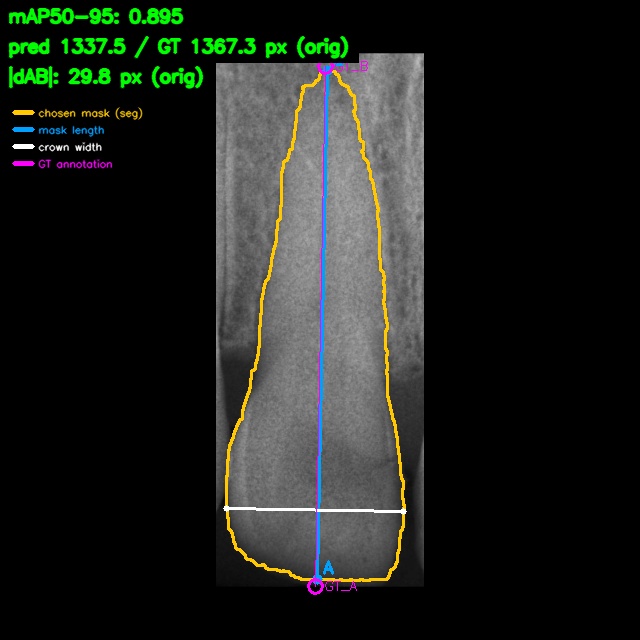 mAP50-95: 0.895
pred 1337.5 / GT 1367.3 px (orig)
|dAB|: 29.8 px (orig)
chosen mask (seg)
mask length
crown width
GT annotation
A
GT_A